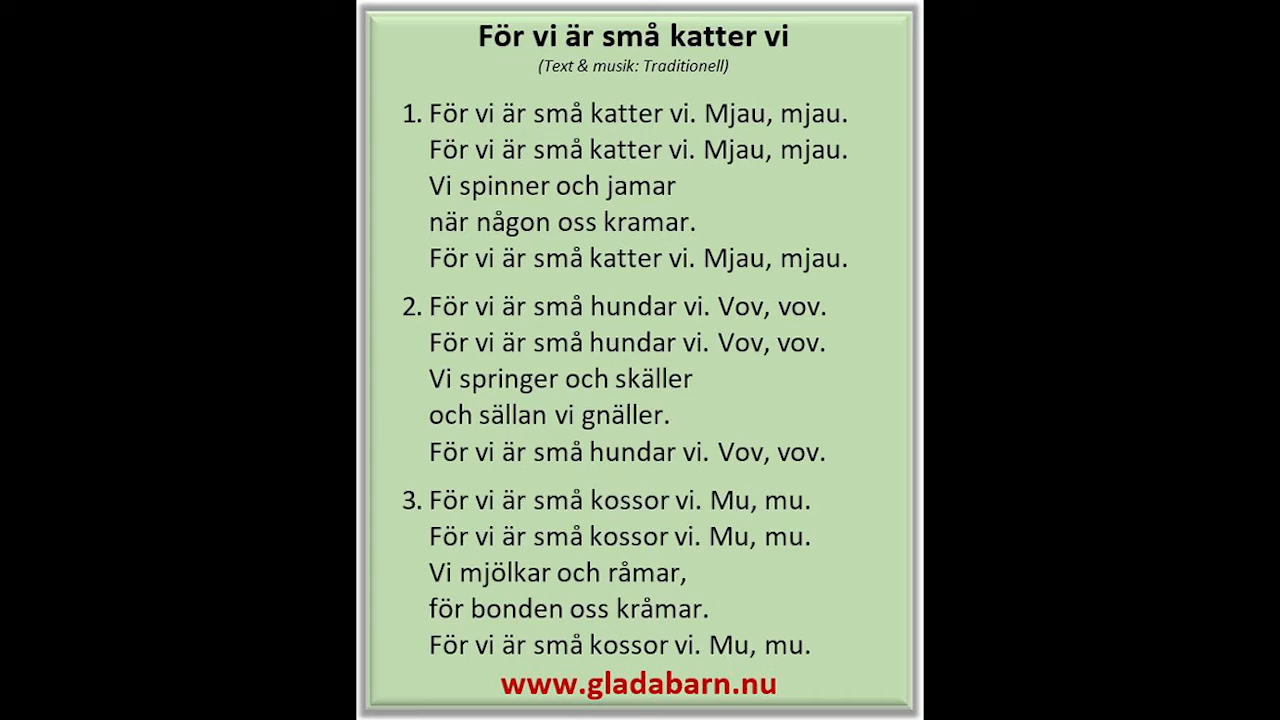 För vi är små katter vi
(Text & musik: Traditionell)
1. För vi är små katter vi. Mjau, mjau.
För vi är små katter vi. Mjau, mjau.
Vi spinner och jamar
när någon oss kramar.
För vi är små katter vi. Mjau, mjau.
2. För vi är små hundar vi. Vov, vov.
För vi är små hundar vi. Vov, vov.
Vi springer och skäller
och sällan vi gnäller.
För vi är små hundar vi. Vov, vov.
3. För vi är små kossor vi. Mu, mu.
För vi är små kossor vi. Mu, mu.
Vi mjölkar och råmar,
för bonden oss kråmar.
För vi är små kossor vi. Mu, mu.
www.gladabarn.nu